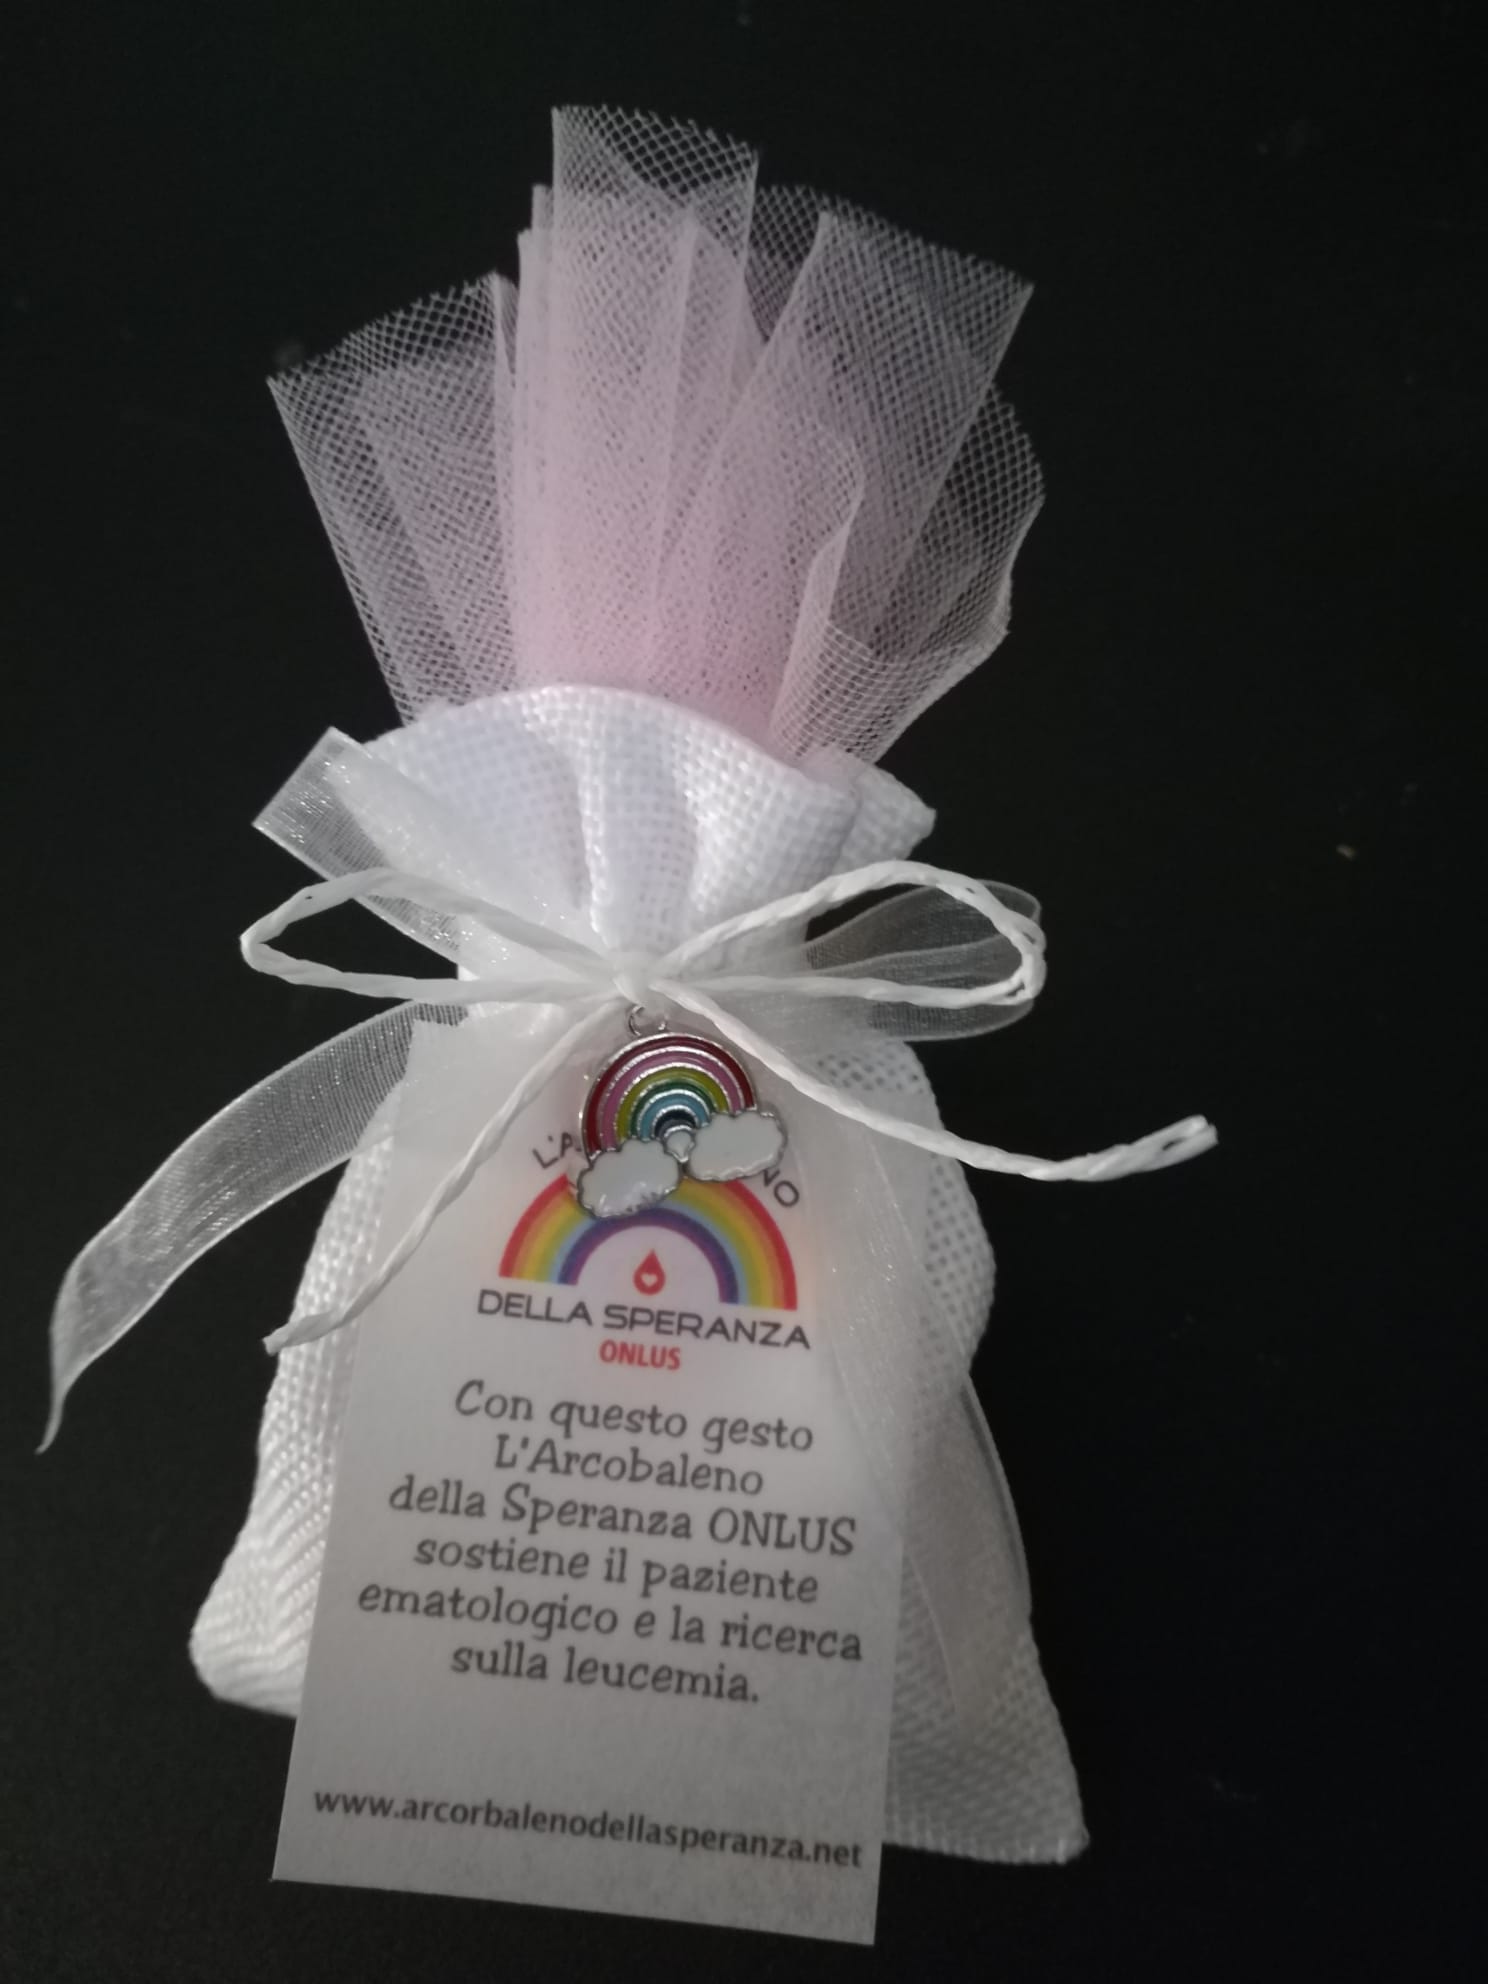 DELLA SPERANZA
ONLUS
Con questo gesto
L'Arcobaleno
della Speranza ONLUS
sostiene il paziente
ematologico e la ricerca
sulla leucemia.
www.arcorbalenodellasperanza.net